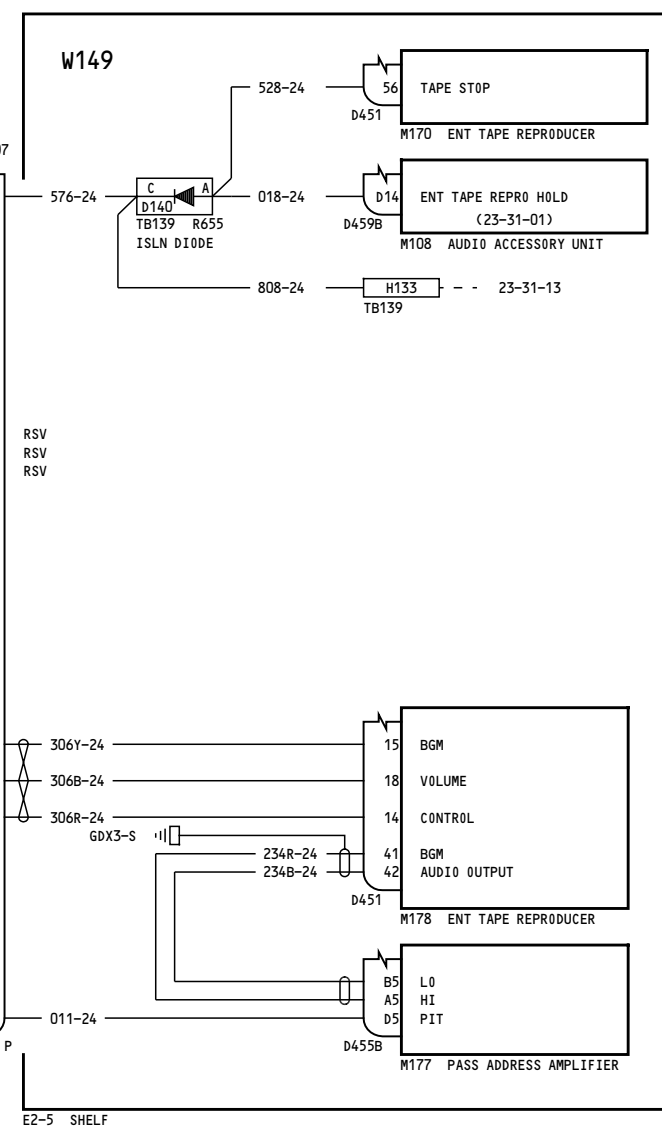 W149
528-24
56 TAPE STOP
D451
M170 ENT TAPE REPRODUCER
07
576-24
C A
D140
018-24
D14 ENT TAPE REPRO HOLD
(23-31-01)
TB139 R655
D459B
ISLN DIODE
M108 AUDIO ACCESSORY UNIT
808-24
H133
23-31-13
TB139
RSV
RSV
RSV
306Y-24
15 BGM
306B-24
18 VOLUME
306R-24
14 CONTROL
GDX3-S
234R-24
41 BGM
234B-24
42 AUDIO OUTPUT
D451
M178 ENT TAPE REPRODUCER
B5 LO
A5 HI
011-24
D5 PIT
P
D455B
M177 PASS ADDRESS AMPLIFIER
E2-5 SHELF